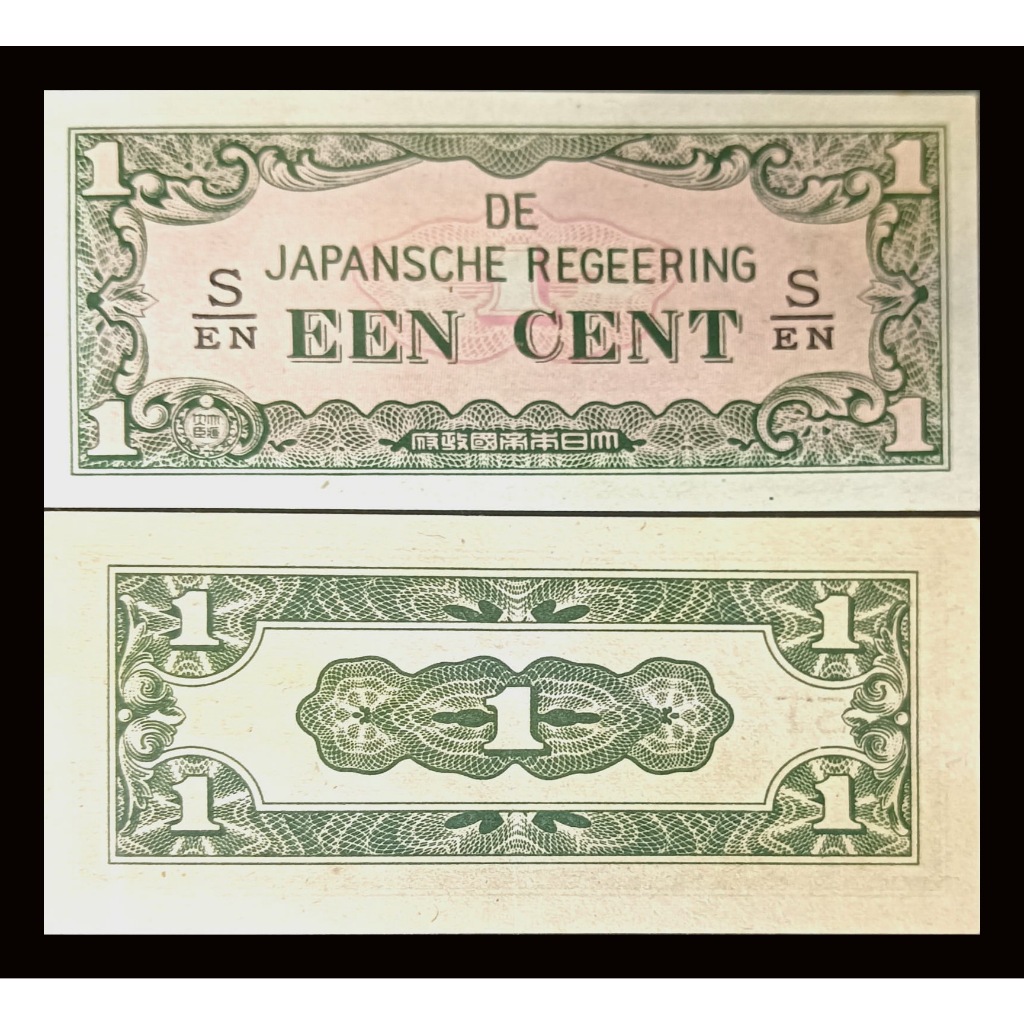 1 1
DE
JAPANSCHE REGEERING
S S
EN EN
EEN CENT
1 1
府政國帝本日大
1 1
1
1 1